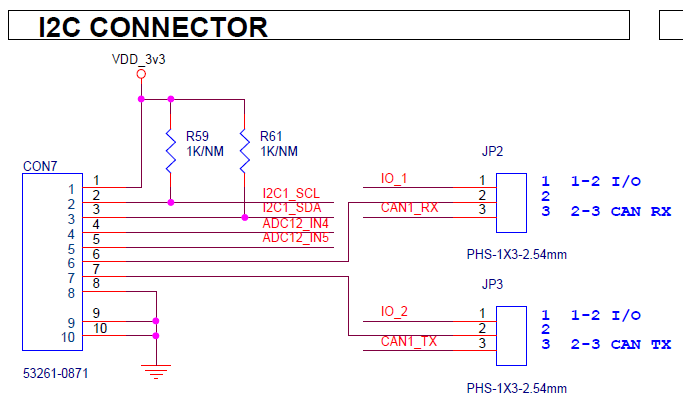 I2C CONNECTOR
VDD_3v3
R59
1K/NM
R61
1K/NM
CON7
1 1
2 2 I2C1_SCL
3 3 I2C1_SDA
4 4 ADC12_IN4
5 5 ADC12_IN5
6 6
7 7
8 8
9 9
10 10
53261-0871
JP2
IO_1 1 1 1-2 I/O
2 2
CAN1_RX 3 3 2-3 CAN RX
PHS-1X3-2.54mm
JP3
IO_2 1 1 1-2 I/O
2 2
CAN1_TX 3 3 2-3 CAN TX
PHS-1X3-2.54mm